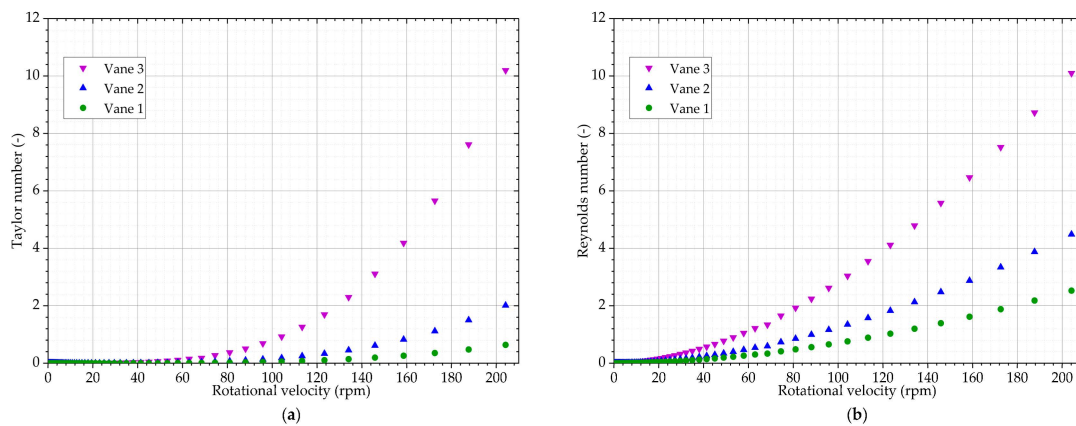 12
10
8
6
4
2
0
Taylor number (-)
Vane 3
Vane 2
Vane 1
0 20 40 60 80 100 120 140 160 180 200
Rotational velocity (rpm)
(a)
12
10
8
6
4
2
0
Reynolds number (-)
Vane 3
Vane 2
Vane 1
0 20 40 60 80 100 120 140 160 180 200
Rotational velocity (rpm)
(b)